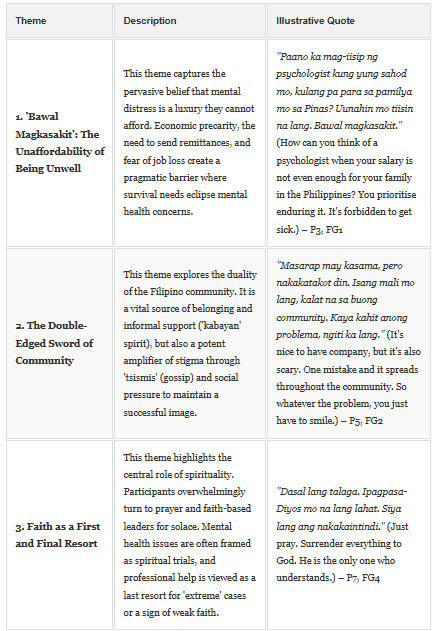 Theme
Description
Illustrative Quote
1. 'Bawal
Magkasakit': The
Unaffordability of
Being Unwell
This theme captures the
pervasive belief that mental
distress is a luxury they cannot
afford. Economic precarity, the
need to send remittances, and
fear of job loss create a
pragmatic barrier where
survival needs eclipse mental
health concerns.
"Paano ka mag-iisip ng
psychologist kung yung sahod
mo, kulang pa para sa pamilya
mo sa Pinas? Uunahin mo tiisin
na lang. Bawal magkasakit."
(How can you think of a
psychologist when your salary is
not even enough for your family
in the Philippines? You prioritise
enduring it. It's forbidden to get
sick.) – P3, FG1
2. The Double-
Edged Sword of
Community
This theme explores the duality
of the Filipino community. It is
a vital source of belonging and
informal support ('kabayan'
spirit), but also a potent
amplifier of stigma through
'tsismis' (gossip) and social
pressure to maintain a
successful image.
"Masarap may kasama, pero
nakakatakot din. Isang mali mo
lang, kalat na sa buong
community. Kaya kahit anong
problema, ngiti ka lang." (It's
nice to have company, but it's also
scary. One mistake and it spreads
throughout the community. So
whatever the problem, you just
have to smile.) – P5, FG2
3. Faith as a First
and Final Resort
This theme highlights the
central role of spirituality.
Participants overwhelmingly
turn to prayer and faith-based
leaders for solace. Mental
health issues are often framed
as spiritual trials, and
professional help is viewed as a
last resort for 'extreme' cases
or a sign of weak faith.
"Dasal lang talaga. Ipagpasa-
Diyos mo na lang lahat. Siya
lang ang nakakaintindi." (Just
pray. Surrender everything to
God. He is the only one who
understands.) – P7, FG4